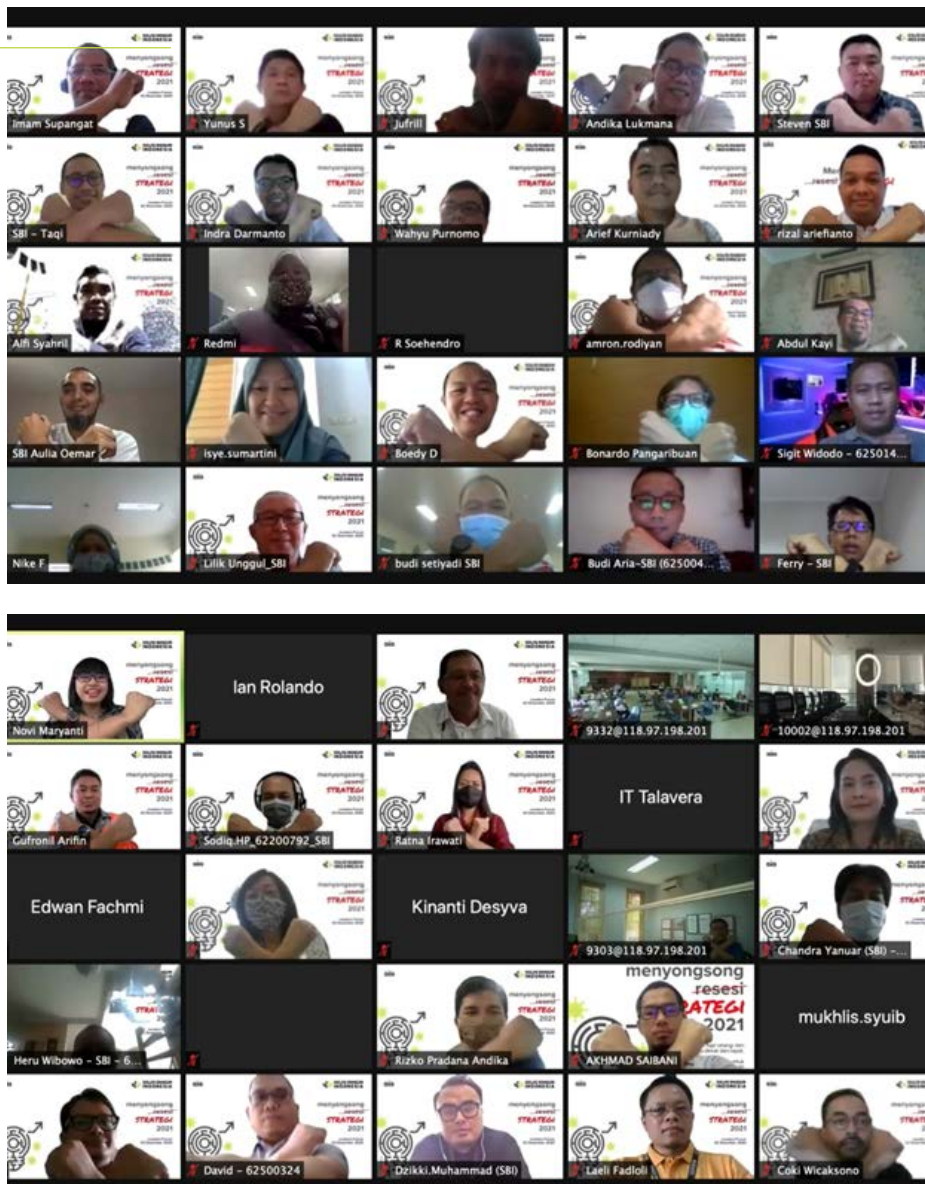 Imam Supangat
Yunus S
Jufrill
Andika Lukmana
Steven SBI
SBI - Taqi
Indra Darmanto
Wahyu Purnomo
Arief Kurniady
rizal ariefianto
Alfi Syahril
Redmi
R Soehendro
amron.rodiyan
Abdul Kayi
SBI Aulia Oemar
isye.sumartini
Boedy D
Bonardo Pangaribuan
Sigit Widodo - 625014...
Nike F
Lilik Unggul_SBI
budi setiyadi SBI
Budi Aria-SBI (625004...
Ferry - SBI
Novi Maryanti
Ian Rolando
9332@118.97.198.201
10002@118.97.198.201
Gufronil Arifin
Sodiq.HP_62200792_SBI
Ratna Irawati
IT Talavera
Edwan Fachmi
Kinanti Desyva
9303@118.97.198.201
Chandra Yanuar (SBI) -...
Heru Wibowo - SBI - 6...
Rizko Pradana Andika
menyongsong
resesi
RATEGI
2021
AKHMAD SAIBANI
mukhlis.syuib
David - 62500324
Dzikki.Muhammad (SBI)
Laeli Fadloli
Coki Wicaksono